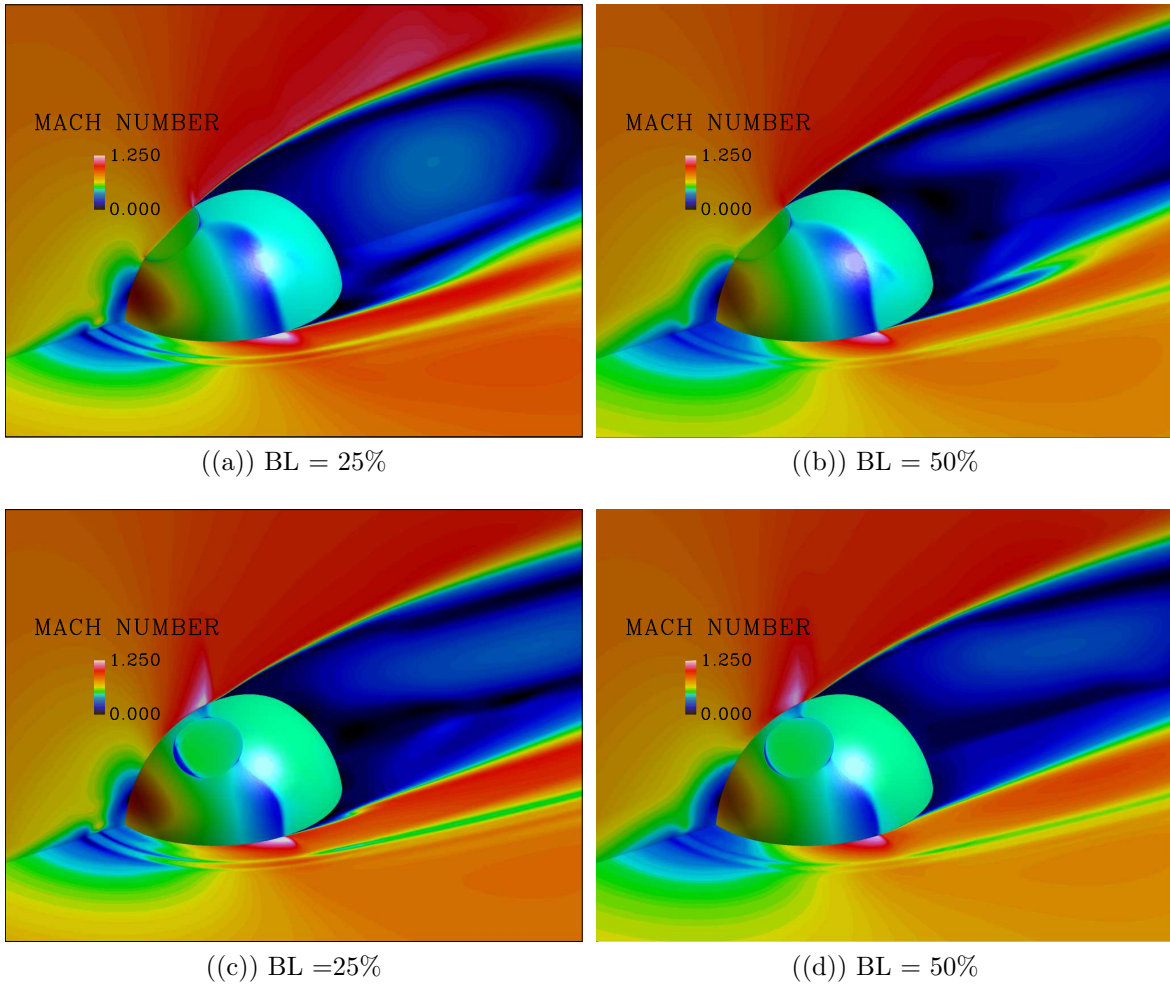 MACH NUMBER
1.250
0.000
MACH NUMBER
1.250
0.000
((a)) BL = 25%
((b)) BL = 50%
MACH NUMBER
1.250
0.000
MACH NUMBER
1.250
0.000
((c)) BL =25%
((d)) BL = 50%